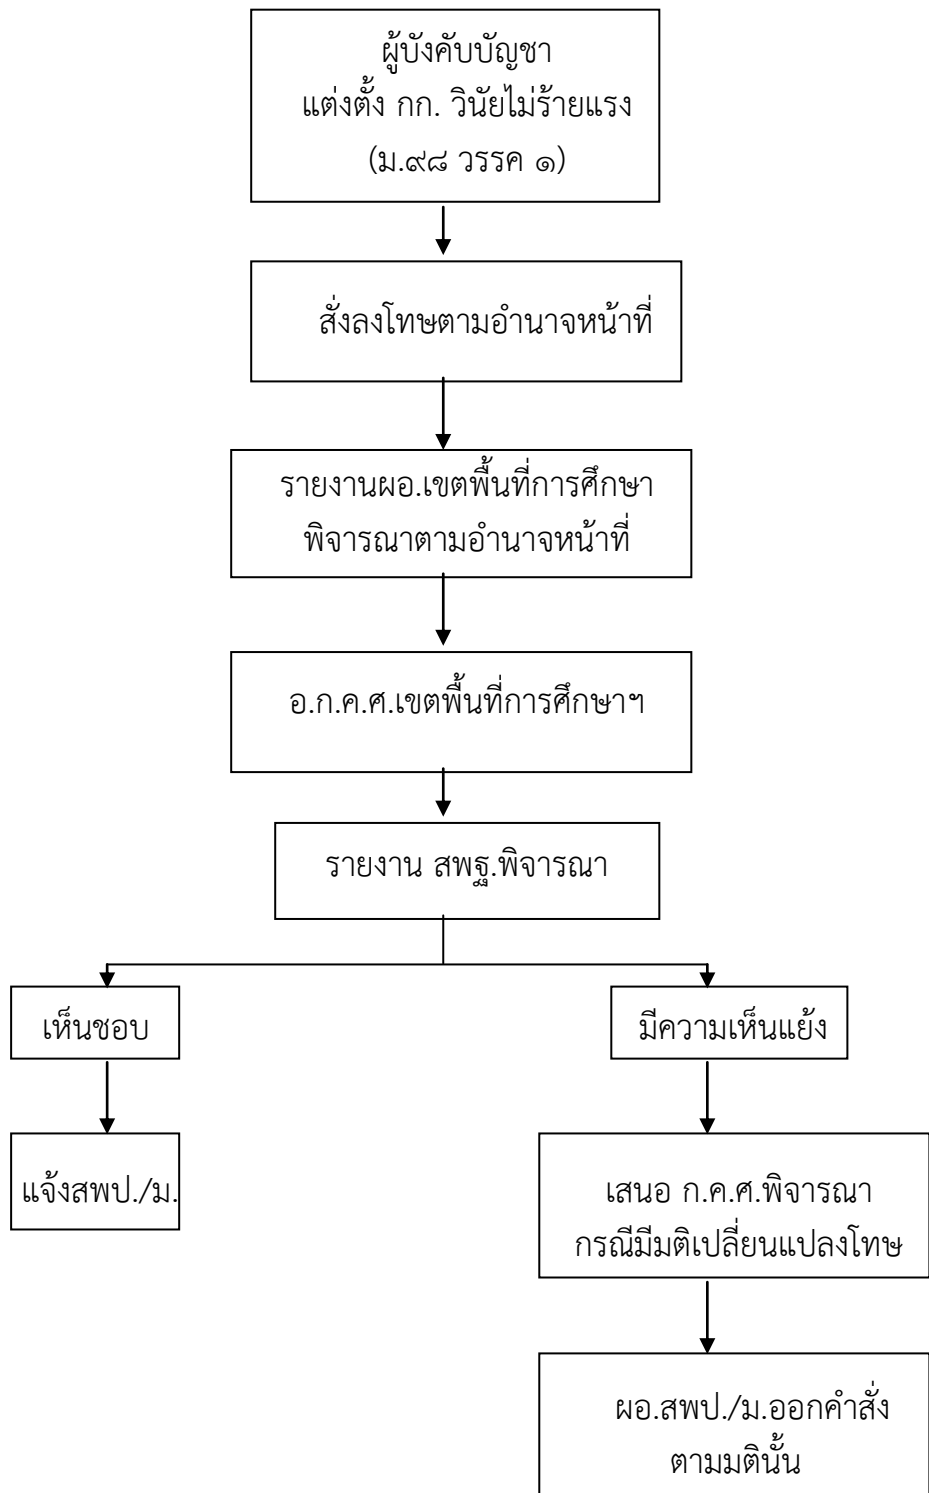 ผู้บังคับบัญชา
แต่งตั้ง กก. วินัยไม่ร้ายแรง
(ม.๙๘ วรรค ๑)
สั่งลงโทษตามอำนาจหน้าที่
รายงานผอ.เขตพื้นที่การศึกษา
พิจารณาตามอำนาจหน้าที่
อ.ก.ค.ศ.เขตพื้นที่การศึกษาฯ
รายงาน สพฐ.พิจารณา
เห็นชอบ
มีความเห็นแย้ง
แจ้งสพป./ม.
เสนอ ก.ค.ศ.พิจารณา
กรณีมีมติเปลี่ยนแปลงโทษ
ผอ.สพป./ม.ออกคำสั่ง
ตามมตินั้น